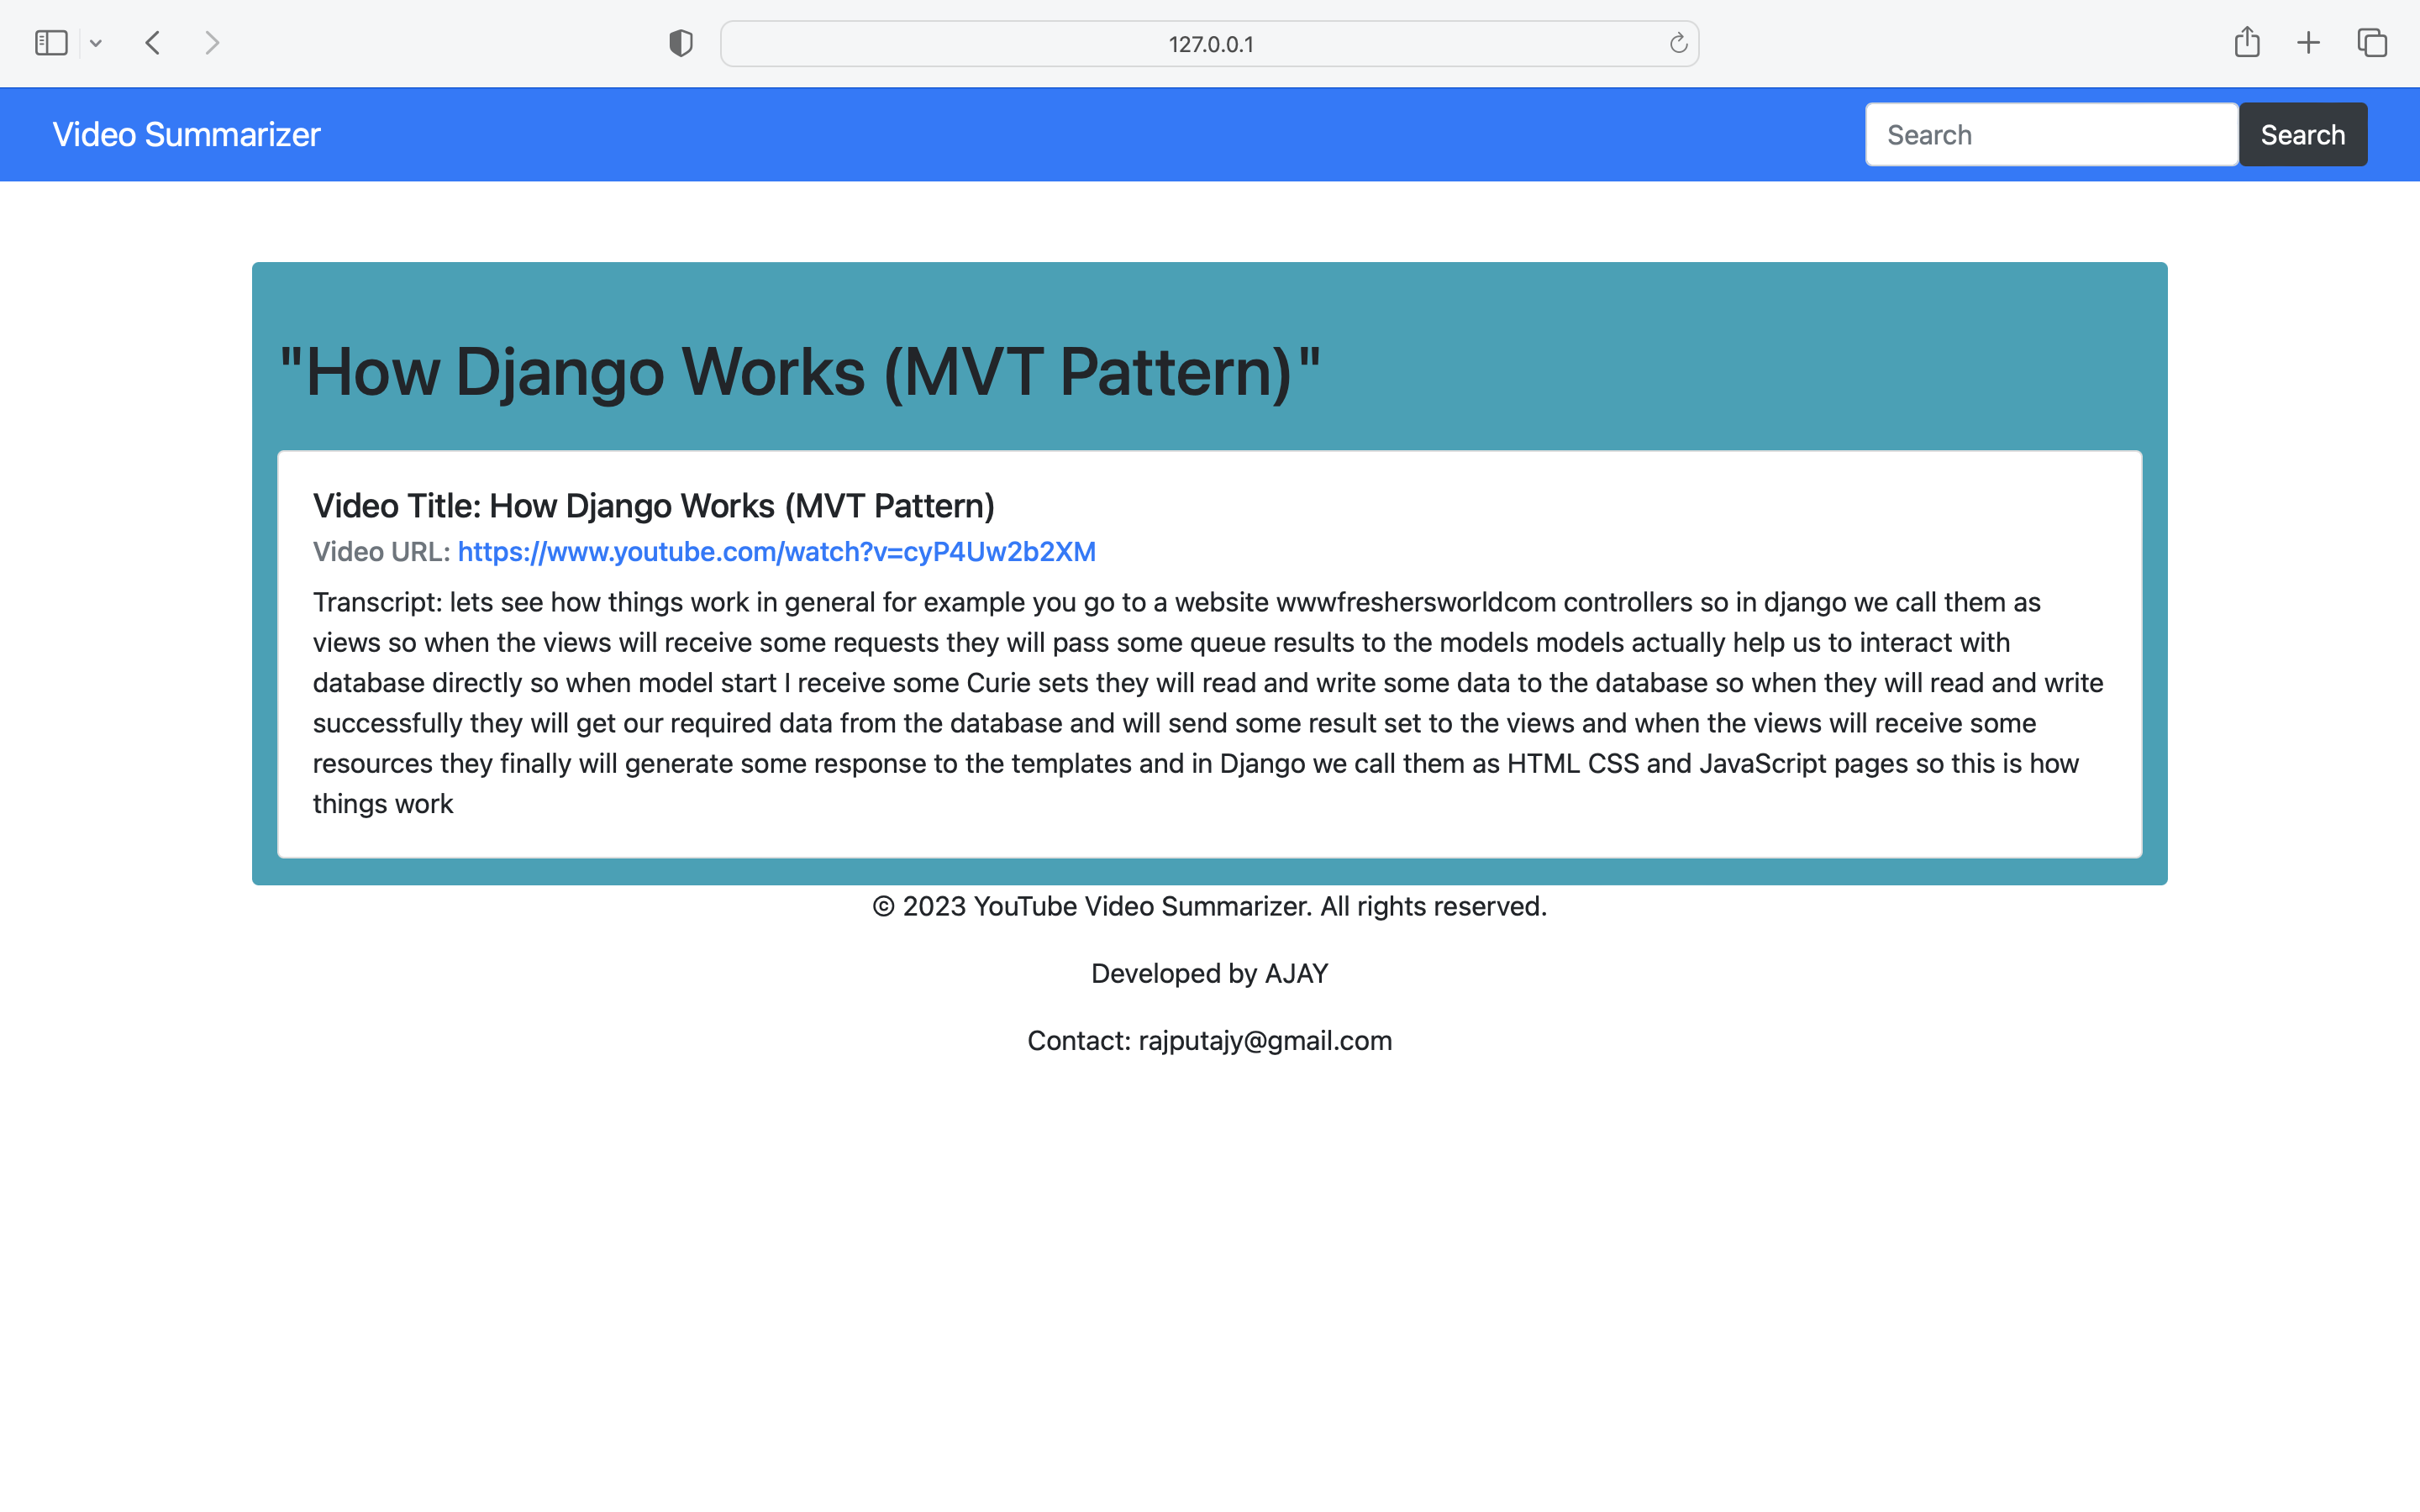 127.0.0.1
Video Summarizer
Search
Search
"How Django Works (MVT Pattern)"
Video Title: How Django Works (MVT Pattern)
Video URL: https://www.youtube.com/watch?v=cyP4Uw2b2XM
Transcript: lets see how things work in general for example you go to a website wwwfreshersworldcom controllers so in django we call them as
views so when the views will receive some requests they will pass some queue results to the models models actually help us to interact with
database directly so when model start I receive some Curie sets they will read and write some data to the database so when they will read and write
successfully they will get our required data from the database and will send some result set to the views and when the views will receive some
resources they finally will generate some response to the templates and in Django we call them as HTML CSS and JavaScript pages so this is how
things work
© 2023 YouTube Video Summarizer. All rights reserved.
Developed by AJAY
Contact: rajputajy@gmail.com